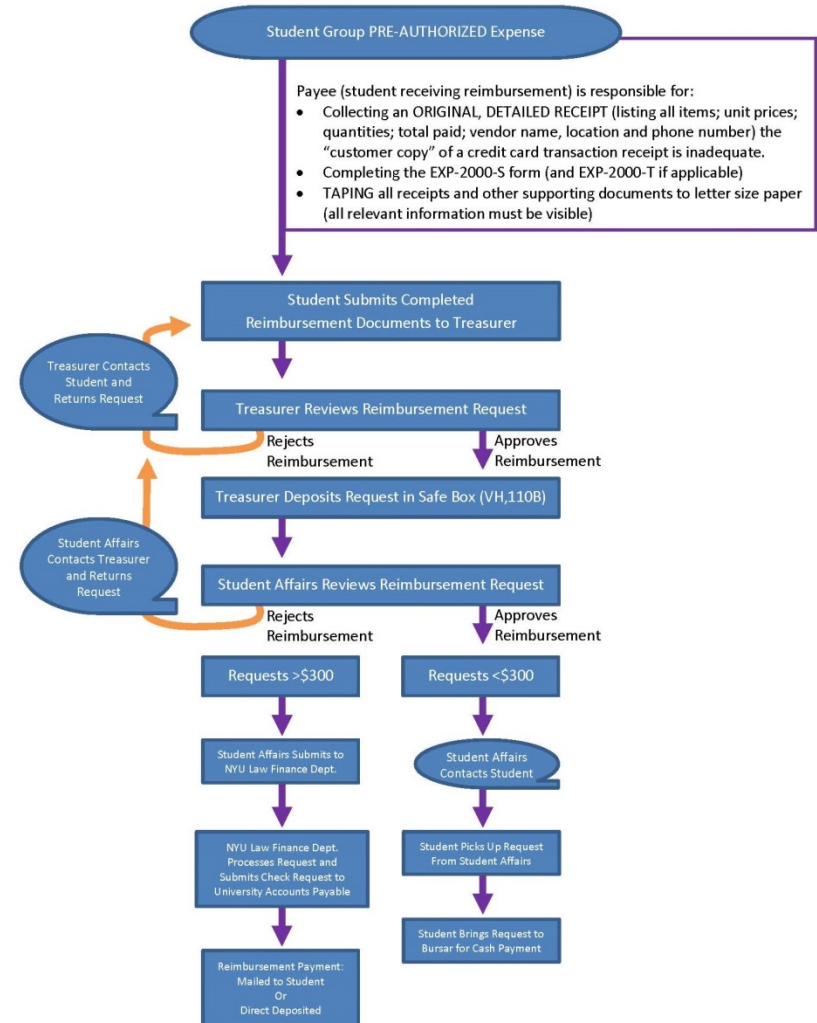 Student Group PRE-AUTHORIZED Expense
Payee (student receiving reimbursement) is responsible for:
• Collecting an ORIGINAL, DETAILED RECEIPT (listing all items; unit prices;
quantities; total paid; vendor name, location and phone number) the
“customer copy” of a credit card transaction receipt is inadequate.
• Completing the EXP-2000-S form (and EXP-2000-T if applicable)
• TAPING all receipts and other supporting documents to letter size paper
(all relevant information must be visible)
Student Submits Completed
Reimbursement Documents to Treasurer
Treasurer Contacts
Student and
Returns Request
Treasurer Reviews Reimbursement Request
Rejects
Reimbursement
Approves
Reimbursement
Treasurer Deposits Request in Safe Box (VH,110B)
Student Affairs
Contacts Treasurer
and Returns
Request
Student Affairs Reviews Reimbursement Request
Rejects
Reimbursement
Approves
Reimbursement
Requests >$300
Requests <$300
Student Affairs Submits to
NYU Law Finance Dept.
Student Affairs
Contacts Student
NYU Law Finance Dept.
Processes Request and
Submits Check Request to
University Accounts Payable
Student Picks Up Request
From Student Affairs
Student Brings Request to
Bursar for Cash Payment
Reimbursement Payment:
Mailed to Student
Or
Direct Deposited